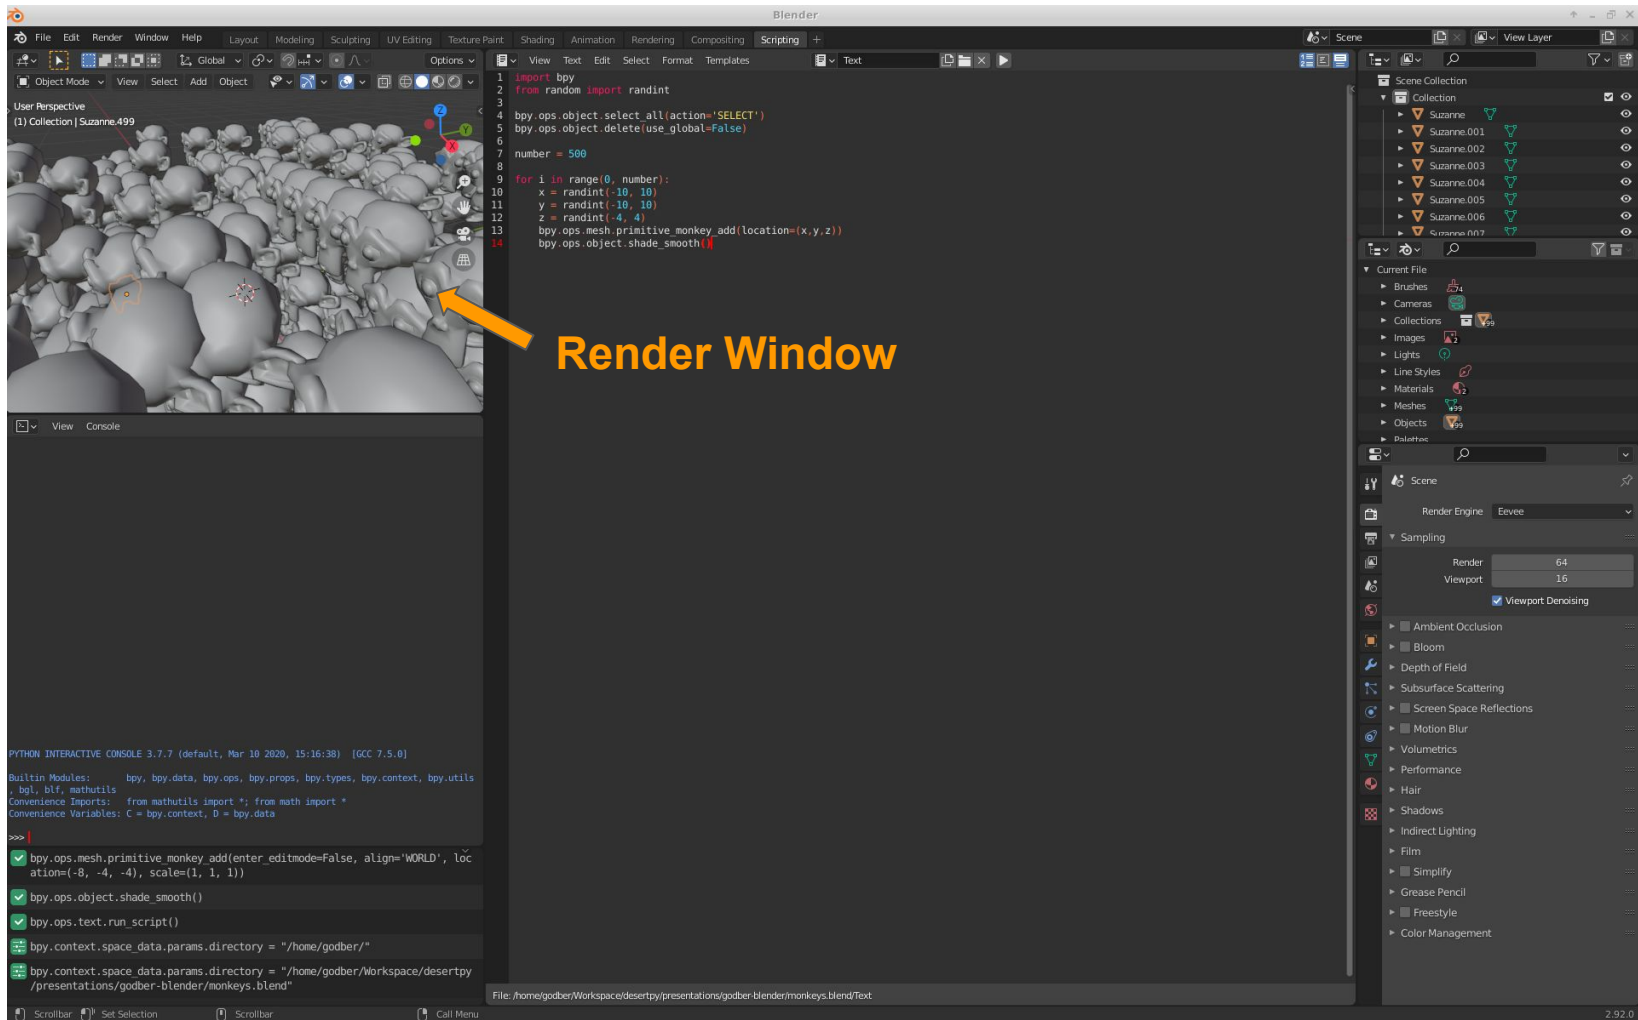 Blender
File Edit Render Window Help Layout Modeling Sculpting UV Editing Texture Paint Shading Animation Rendering Compositing Scripting + Scene View Layer
Global Options View Text Edit Select Format Templates Text
Object Mode View Select Add Object
User Perspective
(1) Collection | Suzanne.499
Z
Y
X
1 import bpy
2 from random import randint
3
4 bpy.ops.object.select_all(action='SELECT')
5 bpy.ops.object.delete(use_global=False)
6
7 number = 500
8
9 for i in range(0, number):
10 x = randint(-10, 10)
11 y = randint(-10, 10)
12 z = randint(-4, 4)
13 bpy.ops.mesh.primitive_monkey_add(location=(x,y,z))
14 bpy.ops.object.shade_smooth()
Render Window
Scene Collection
Collection
Suzanne
Suzanne.001
Suzanne.002
Suzanne.003
Suzanne.004
Suzanne.005
Suzanne.006
Suzanne.007
Current File
Brushes 74
Cameras
Collections
Images 2
Lights
Line Styles
Materials 2
Meshes
Objects
Palettes
View Console
PYTHON INTERACTIVE CONSOLE 3.7.7 (default, Mar 10 2020, 15:16:38) [GCC 7.5.0]
Builtin Modules: bpy, bpy.data, bpy.ops, bpy.props, bpy.types, bpy.context, bpy.utils
, bgl, blf, mathutils
Convenience Imports: from mathutils import *; from math import *
Convenience Variables: C = bpy.context, D = bpy.data
>>>
bpy.ops.mesh.primitive_monkey_add(enter_editmode=False, align='WORLD', loc
ation=(-8, -4, -4), scale=(1, 1, 1))
bpy.ops.object.shade_smooth()
bpy.ops.text.run_script()
bpy.context.space_data.params.directory = "/home/godber/"
bpy.context.space_data.params.directory = "/home/godber/Workspace/desertpy
/presentations/godber-blender/monkeys.blend"
File: /home/godber/Workspace/desertpy/presentations/godber-blender/monkeys.blend/Text
Scene
Render Engine Eevee
Sampling
Render 64
Viewport 16
Viewport Denoising
Ambient Occlusion
Bloom
Depth of Field
Subsurface Scattering
Screen Space Reflections
Motion Blur
Volumetrics
Performance
Hair
Shadows
Indirect Lighting
Film
Simplify
Grease Pencil
Freestyle
Color Management
Scrollbar Set Selection Scrollbar Call Menu 2.92.0